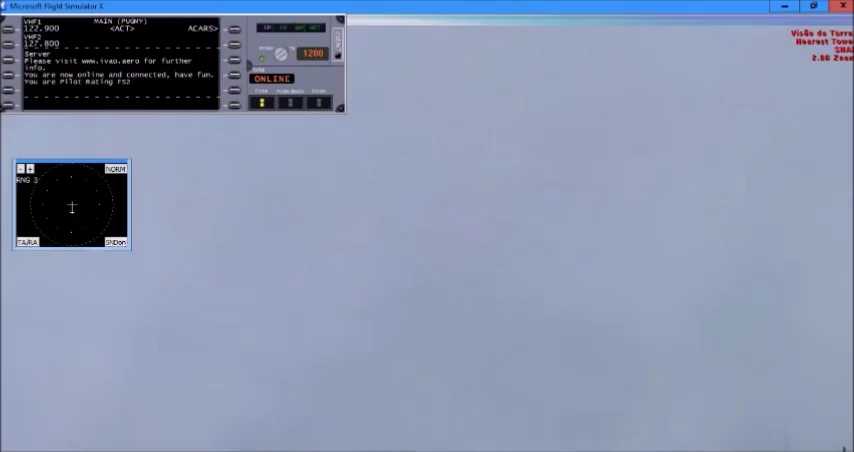 Microsoft Flight Simulator X
VHF1 MAIN (PUGMY)
122.900 <ACT> ACARS>
VHF2
127.800
Server
Please visit www.ivao.aero for further
info.
You are now online and connected, have fun.
You are Pilot Rating FS2
1200
IDENT
ONLINE
- + NORM
RNG 3
TA/RA SNDon
Visão da Torre
Nearest Tower
2.00 Zoom